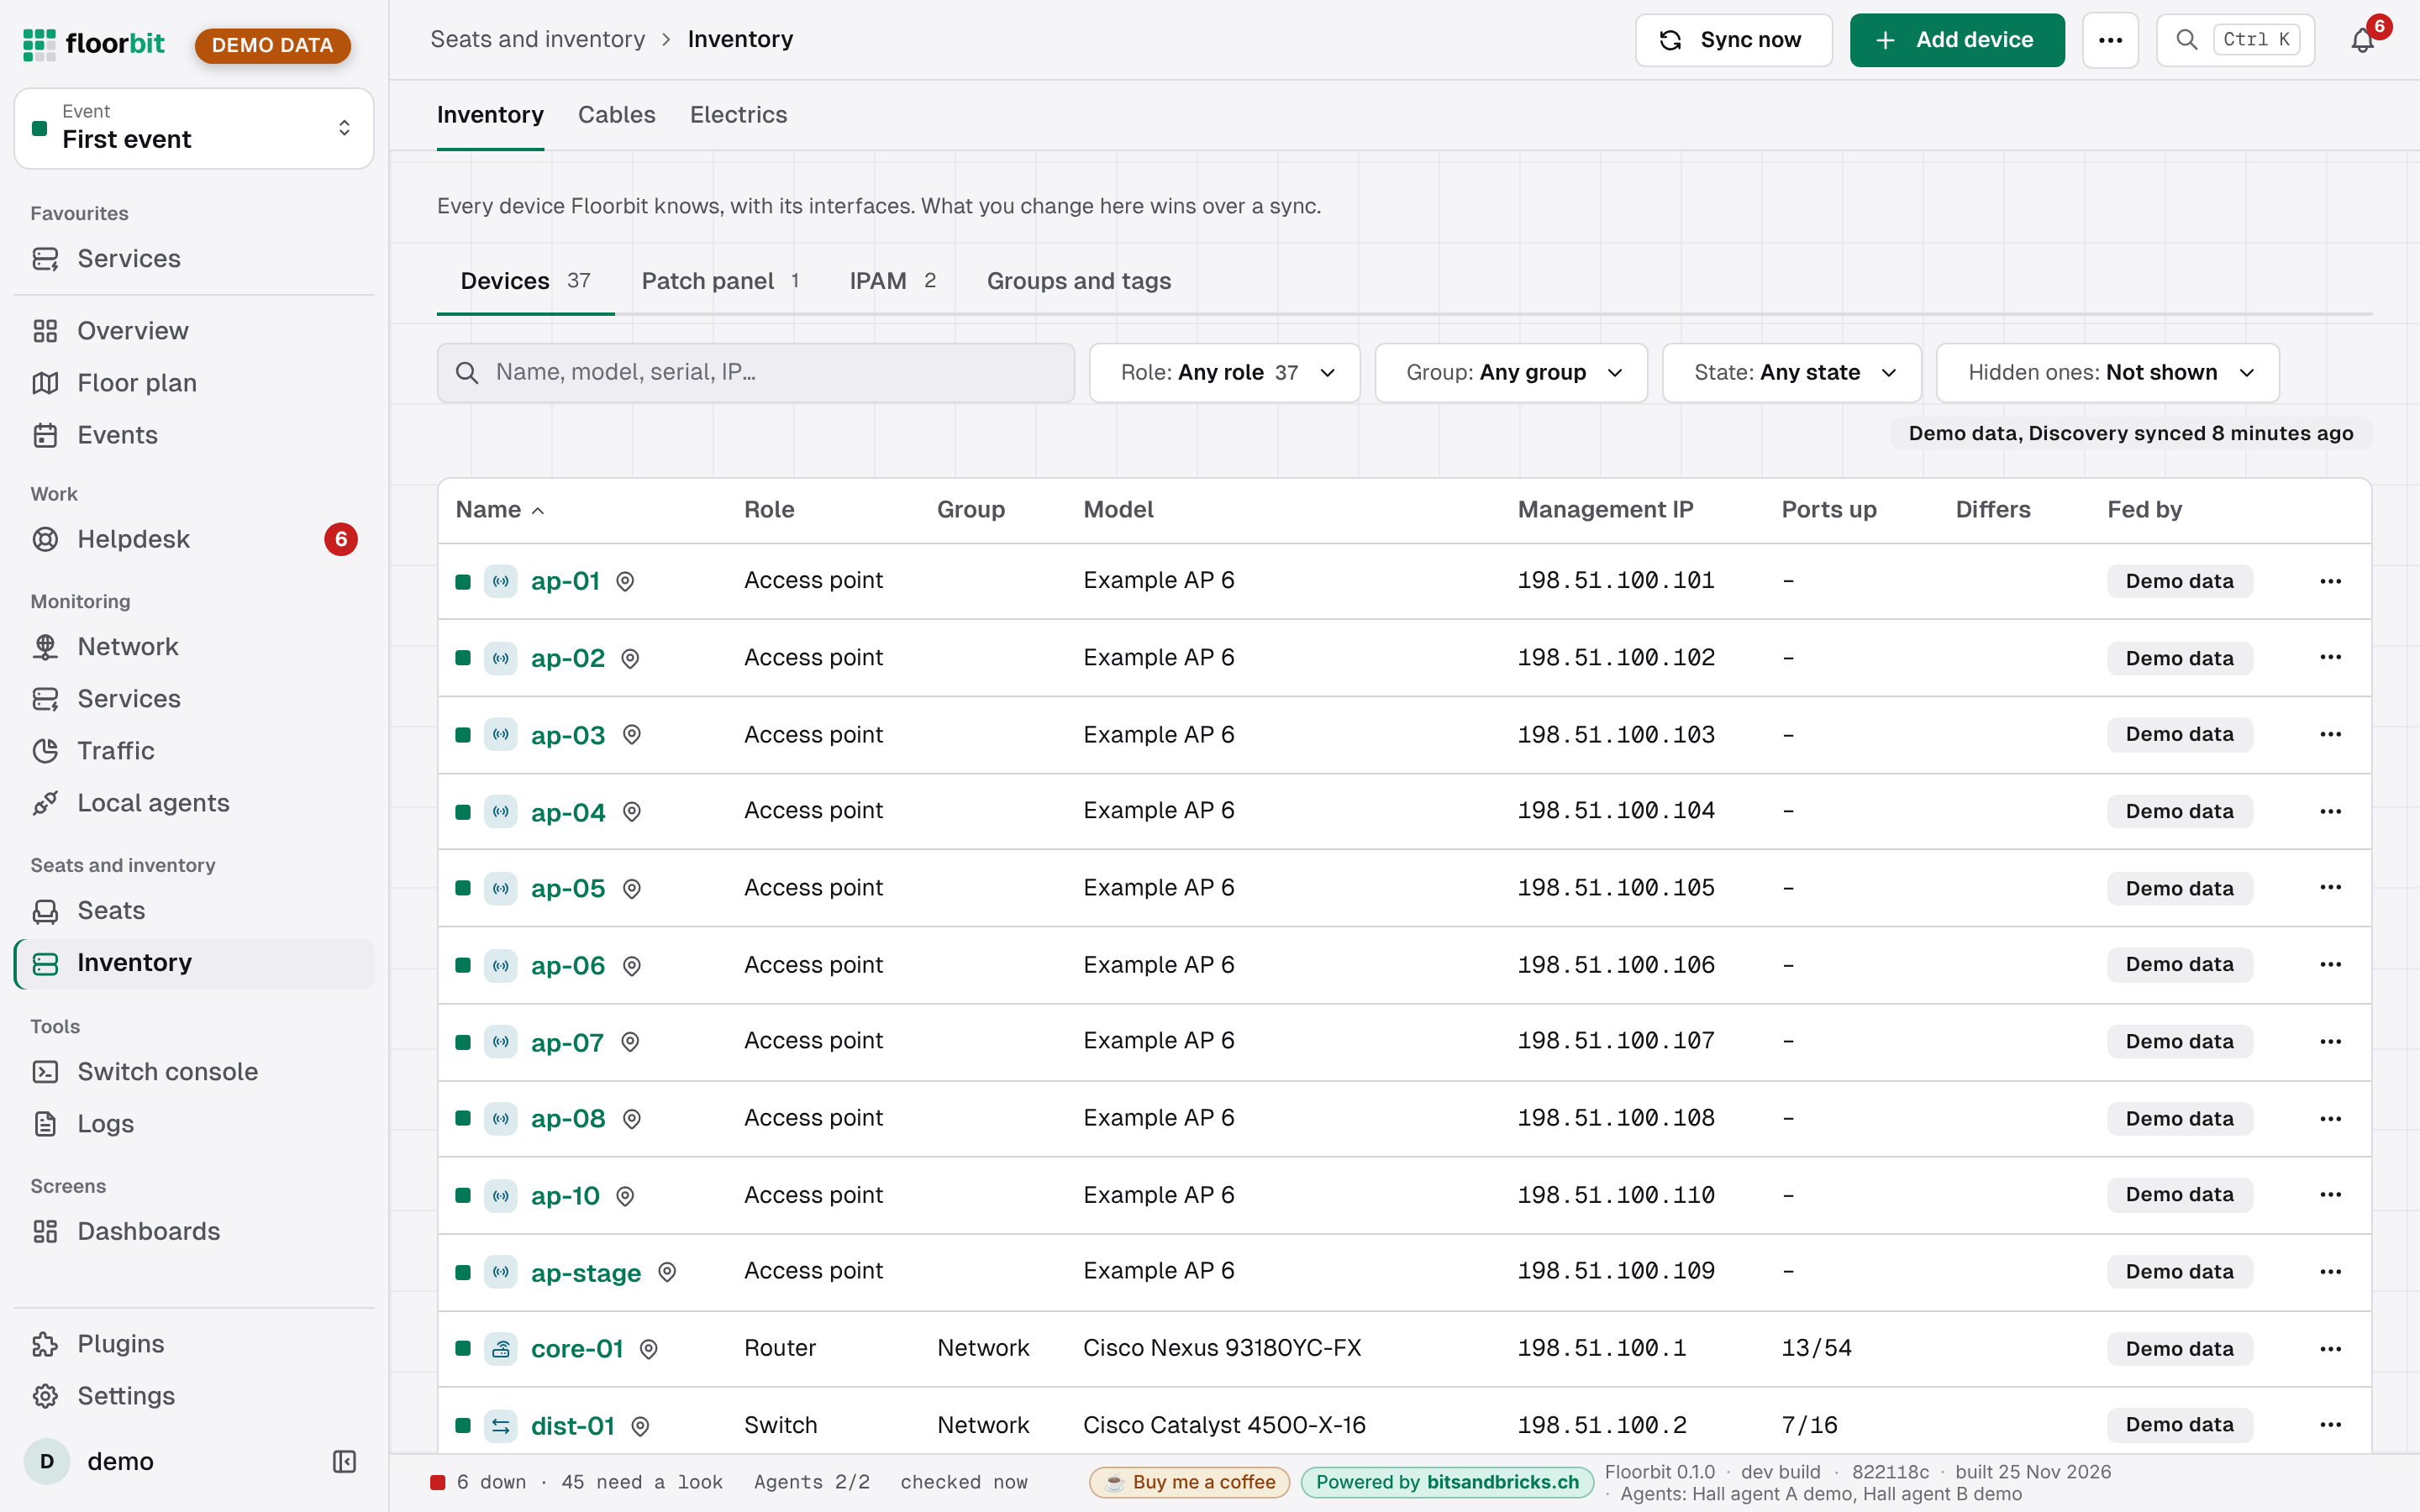 floorbit
DEMO DATA
Event
First event
Favourites
Services
Overview
Floor plan
Events
Work
Helpdesk 6
Monitoring
Network
Services
Traffic
Local agents
Seats and inventory
Seats
Inventory
Tools
Switch console
Logs
Screens
Dashboards
Plugins
Settings
D demo
Seats and inventory > Inventory
Sync now
+ Add device
Ctrl K
6
Inventory Cables Electrics
Every device Floorbit knows, with its interfaces. What you change here wins over a sync.
Devices 37 Patch panel 1 IPAM 2 Groups and tags
Name, model, serial, IP...
Role: Any role 37
Group: Any group
State: Any state
Hidden ones: Not shown
Demo data, Discovery synced 8 minutes ago
Name Role Group Model Management IP Ports up Differs Fed by
ap-01 Access point Example AP 6 198.51.100.101 - Demo data
ap-02 Access point Example AP 6 198.51.100.102 - Demo data
ap-03 Access point Example AP 6 198.51.100.103 - Demo data
ap-04 Access point Example AP 6 198.51.100.104 - Demo data
ap-05 Access point Example AP 6 198.51.100.105 - Demo data
ap-06 Access point Example AP 6 198.51.100.106 - Demo data
ap-07 Access point Example AP 6 198.51.100.107 - Demo data
ap-08 Access point Example AP 6 198.51.100.108 - Demo data
ap-10 Access point Example AP 6 198.51.100.110 - Demo data
ap-stage Access point Example AP 6 198.51.100.109 - Demo data
core-01 Router Network Cisco Nexus 93180YC-FX 198.51.100.1 13/54 Demo data
dist-01 Switch Network Cisco Catalyst 4500-X-16 198.51.100.2 7/16 Demo data
6 down · 45 need a look Agents 2/2 checked now
Buy me a coffee
Powered by bitsandbricks.ch
Floorbit 0.1.0 · dev build · 822118c · built 25 Nov 2026
· Agents: Hall agent A demo, Hall agent B demo